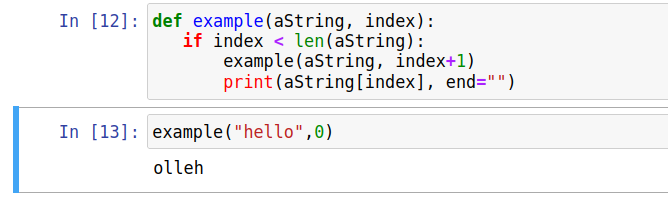 In [12]: def example(aString, index):
if index < len(aString):
example(aString, index+1)
print(aString[index], end="")
In [13]: example("hello",0)
olleh